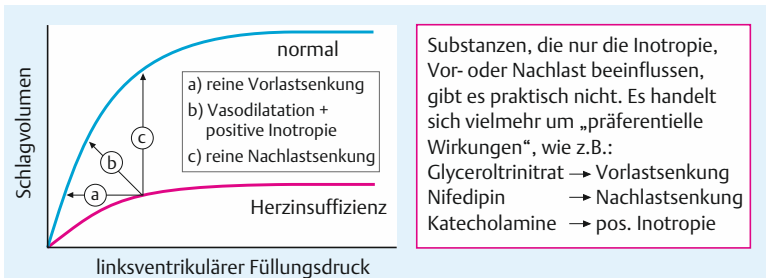 Schlagvolumen
normal
a) reine Vorlastsenkung
b) Vasodilatation +
positive Inotropie
c) reine Nachlastsenkung
c
b
a
Herzinsuffizienz
linksventrikulärer Füllungsdruck
Substanzen, die nur die Inotropie,
Vor- oder Nachlast beeinflussen,
gibt es praktisch nicht. Es handelt
sich vielmehr um „präferentielle
Wirkungen“, wie z.B.:
Glyceroltrinitrat → Vorlastsenkung
Nifedipin → Nachlastsenkung
Katecholamine → pos. Inotropie